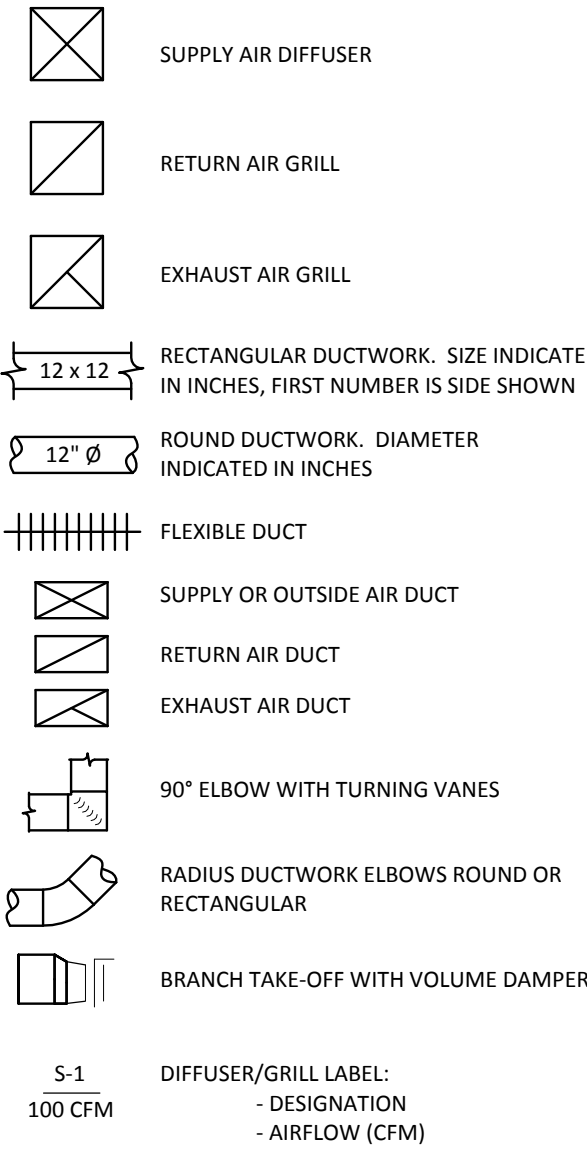 SUPPLY AIR DIFFUSER
RETURN AIR GRILL
EXHAUST AIR GRILL
12 x 12
RECTANGULAR DUCTWORK. SIZE INDICATE
IN INCHES, FIRST NUMBER IS SIDE SHOWN
12" Ø
ROUND DUCTWORK. DIAMETER
INDICATED IN INCHES
FLEXIBLE DUCT
SUPPLY OR OUTSIDE AIR DUCT
RETURN AIR DUCT
EXHAUST AIR DUCT
90° ELBOW WITH TURNING VANES
RADIUS DUCTWORK ELBOWS ROUND OR
RECTANGULAR
BRANCH TAKE-OFF WITH VOLUME DAMPER
S-1
100 CFM
DIFFUSER/GRILL LABEL:
- DESIGNATION
- AIRFLOW (CFM)